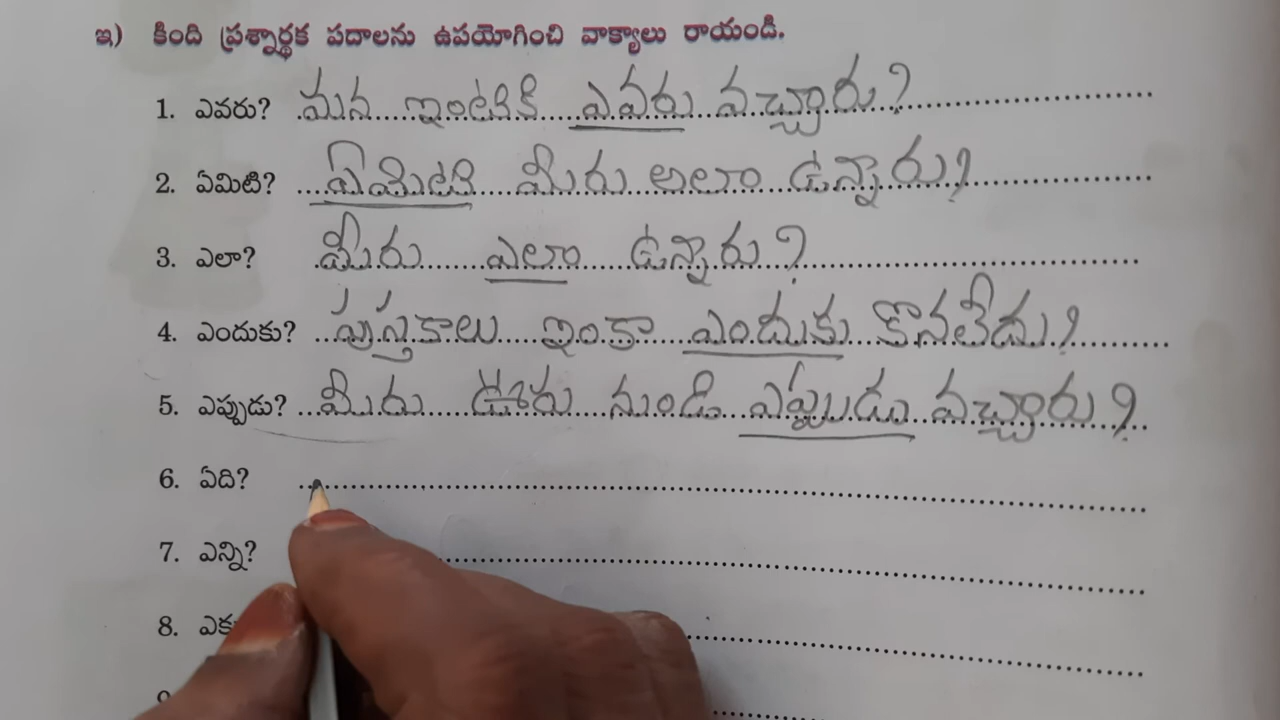 ఇ) కింది ప్రశ్నార్థక పదాలను ఉపయోగించి వాక్యాలు రాయండి.
1. ఎవరు? మన ఇంటికి ఎవరు వచ్చారు?
2. ఏమిటి? ఏమిటి మీరు అలా ఉన్నారు?
3. ఎలా? మీరు ఎలా ఉన్నారు?
4. ఎందుకు? పుస్తకాలు ఇంకా ఎందుకు కొనలేదు?
5. ఎప్పుడు? మీరు ఊరు నుండి ఎప్పుడు వచ్చారు?
6. ఏది?
7. ఎన్ని?
8.